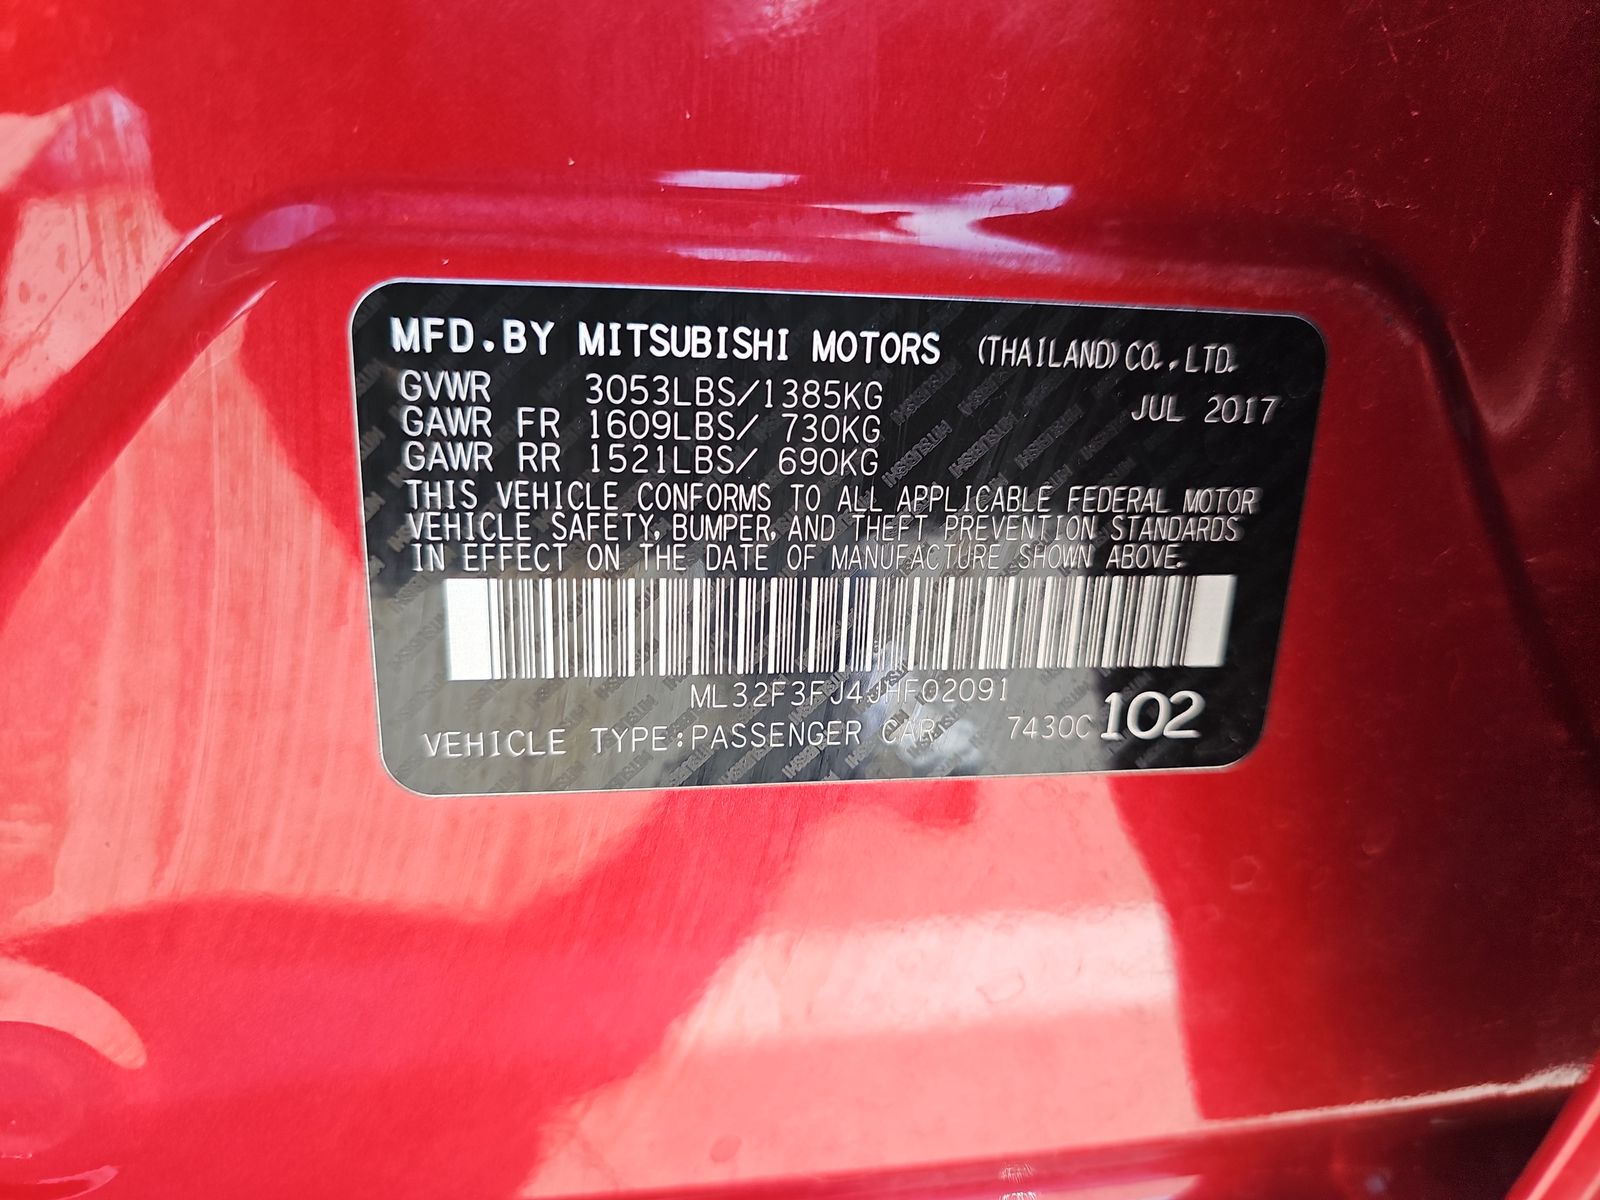 MFD.BY MITSUBISHI MOTORS (THAILAND) CO.,LTD.
GVWR 3053LBS/1385KG JUL 2017
GAWR FR 1609LBS/ 730KG
GAWR RR 1521LBS/ 690KG
THIS VEHICLE CONFORMS TO ALL APPLICABLE FEDERAL MOTOR
VEHICLE SAFETY, BUMPER, AND THEFT PREVENTION STANDARDS
IN EFFECT ON THE DATE OF MANUFACTURE SHOWN ABOVE.
ML32F3FJ4JHF02091
VEHICLE TYPE:PASSENGER CAR 7430C 102